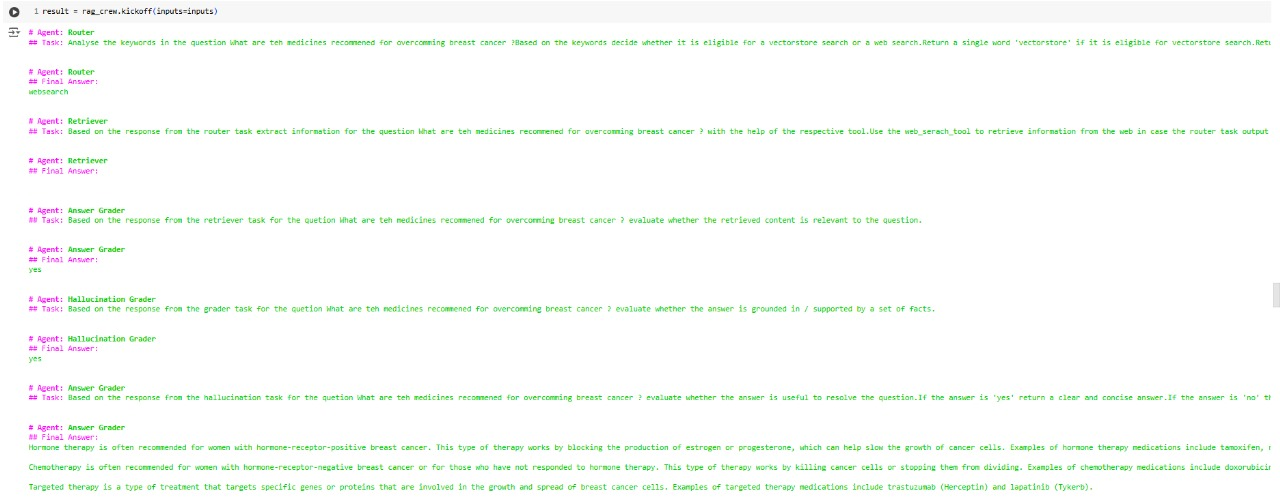 1 result = rag_crew.kickoff(inputs=inputs)
# Agent: Router
## Task: Analyse the keywords in the question What are teh medicines recommened for overcomming breast cancer ?Based on the keywords decide whether it is eligible for a vectorstore search or a web search.Return a single word 'vectorstore' if it is eligible for vectorstore search.Retu
# Agent: Router
## Final Answer:
websearch
# Agent: Retriever
## Task: Based on the response from the router task extract information for the question What are teh medicines recommened for overcomming breast cancer ? with the help of the respective tool.Use the web_serach_tool to retrieve information from the web in case the router task output
# Agent: Retriever
## Final Answer:
# Agent: Answer Grader
## Task: Based on the response from the retriever task for the quetion What are teh medicines recommened for overcomming breast cancer ? evaluate whether the retrieved content is relevant to the question.
# Agent: Answer Grader
## Final Answer:
yes
# Agent: Hallucination Grader
## Task: Based on the response from the grader task for the quetion What are teh medicines recommened for overcomming breast cancer ? evaluate whether the answer is grounded in / supported by a set of facts.
# Agent: Hallucination Grader
## Final Answer:
yes
# Agent: Answer Grader
## Task: Based on the response from the hallucination task for the quetion What are teh medicines recommened for overcomming breast cancer ? evaluate whether the answer is useful to resolve the question.If the answer is 'yes' return a clear and concise answer.If the answer is 'no' th
# Agent: Answer Grader
## Final Answer:
Hormone therapy is often recommended for women with hormone-receptor-positive breast cancer. This type of therapy works by blocking the production of estrogen or progesterone, which can help slow the growth of cancer cells. Examples of hormone therapy medications include tamoxifen,
Chemotherapy is often recommended for women with hormone-receptor-negative breast cancer or for those who have not responded to hormone therapy. This type of therapy works by killing cancer cells or stopping them from dividing. Examples of chemotherapy medications include doxorubicin
Targeted therapy is a type of treatment that targets specific genes or proteins that are involved in the growth and spread of breast cancer cells. Examples of targeted therapy medications include trastuzumab (Herceptin) and lapatinib (Tykerb).